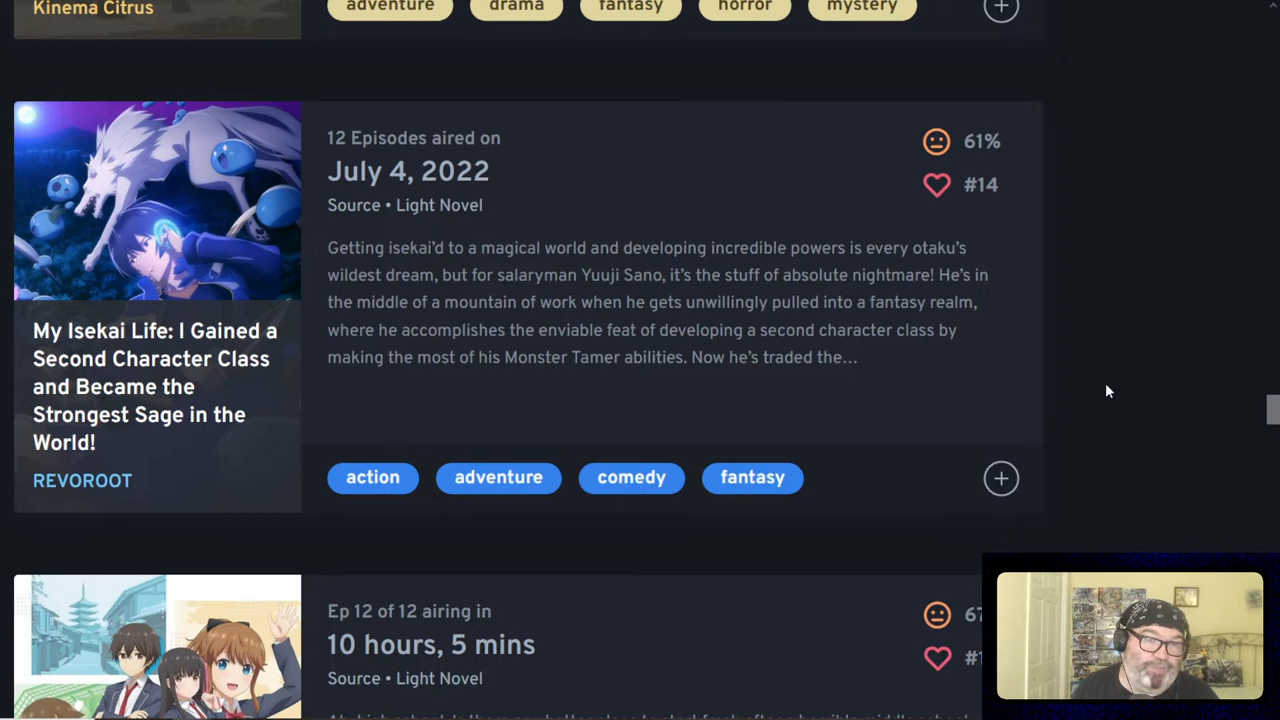 Kinema Citrus
adventure drama fantasy horror mystery
12 Episodes aired on
July 4, 2022
Source • Light Novel
61%
#14
Getting isekai’d to a magical world and developing incredible powers is every otaku’s
wildest dream, but for salaryman Yuuji Sano, it’s the stuff of absolute nightmare! He’s in
the middle of a mountain of work when he gets unwillingly pulled into a fantasy realm,
where he accomplishes the enviable feat of developing a second character class by
making the most of his Monster Tamer abilities. Now he’s traded the…
My Isekai Life: I Gained a
Second Character Class
and Became the
Strongest Sage in the
World!
REVOROOT
action adventure comedy fantasy
Ep 12 of 12 airing in
10 hours, 5 mins
Source • Light Novel